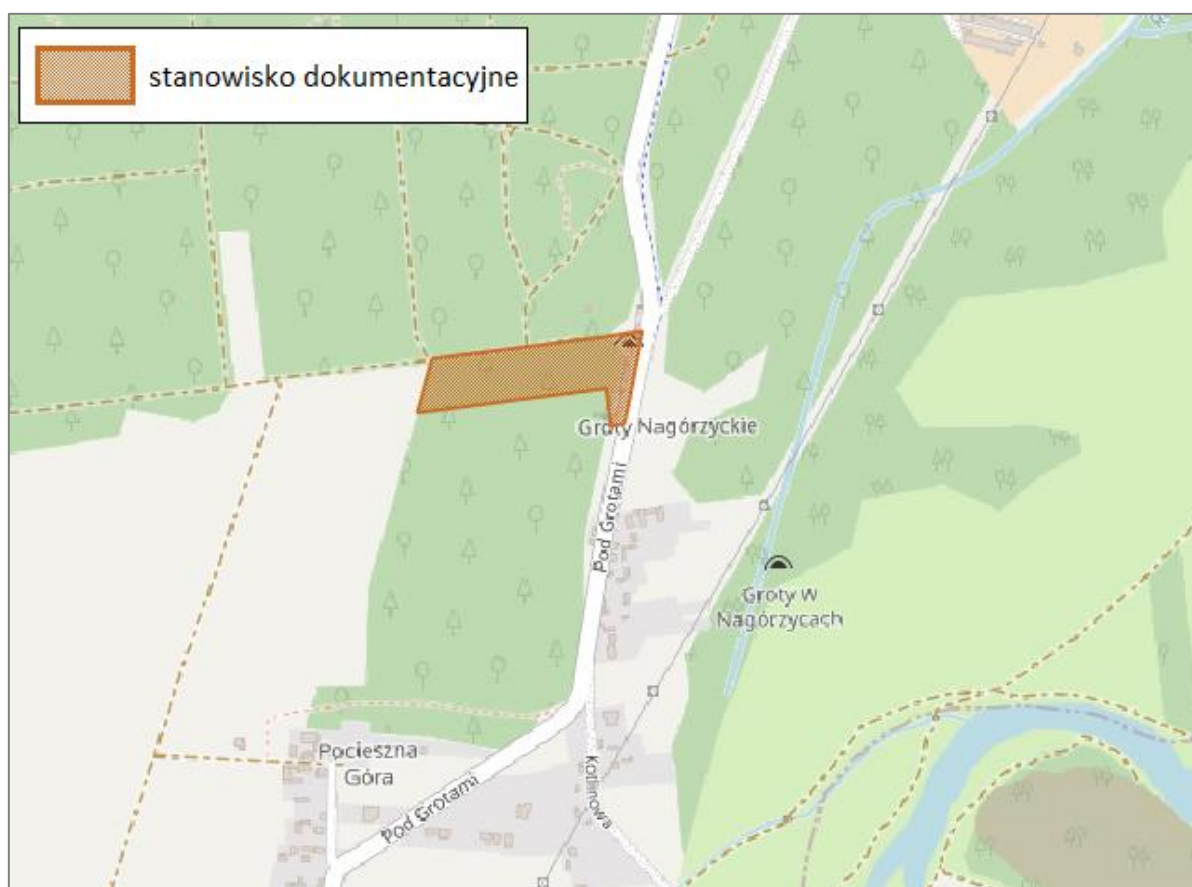 stanowisko dokumentacyjne
Groty Nagórzyckie
Pod Grotami
Groty W
Nagórzycach
Pocieszna
Góra
Pod Grotami
Kotlinowa